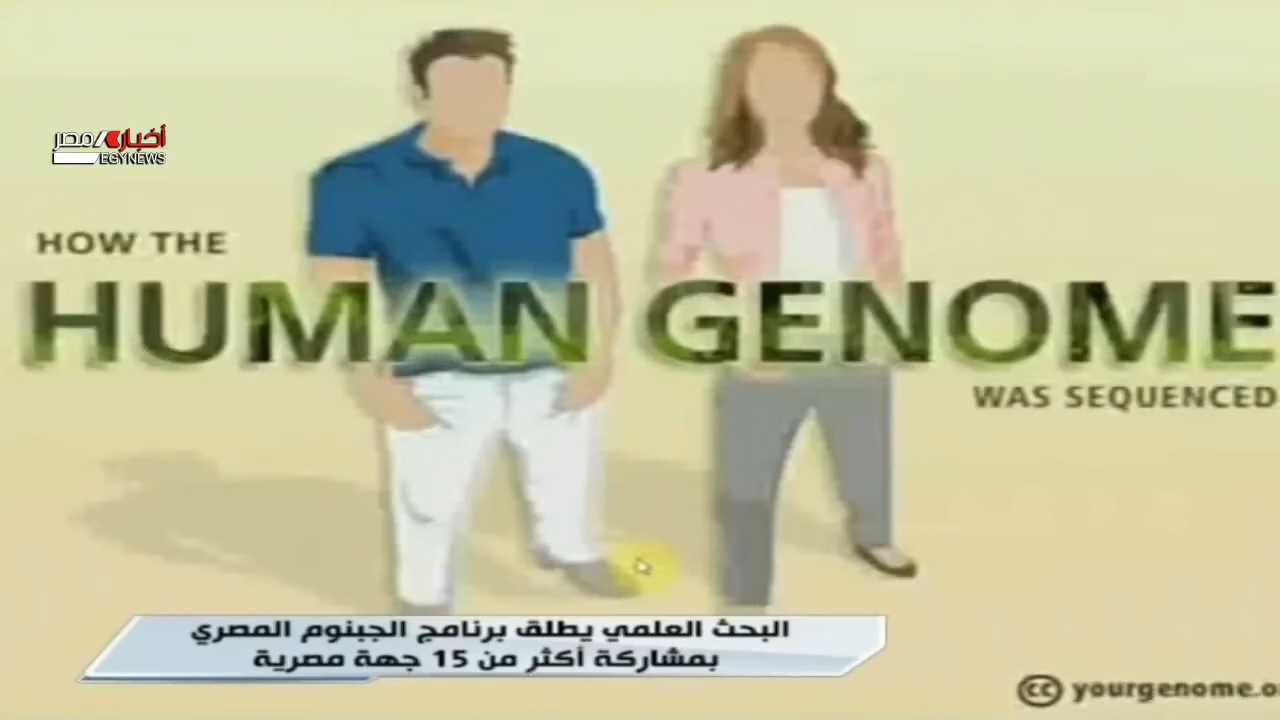 أخبار/مصر
EGYNEWS
HOW THE
HUMAN GENOME
WAS SEQUENCED
البحث العلمي يطلق برنامج الجينوم المصري
بمشاركة أكثر من 15 جهة مصرية
cc yourgenome.o